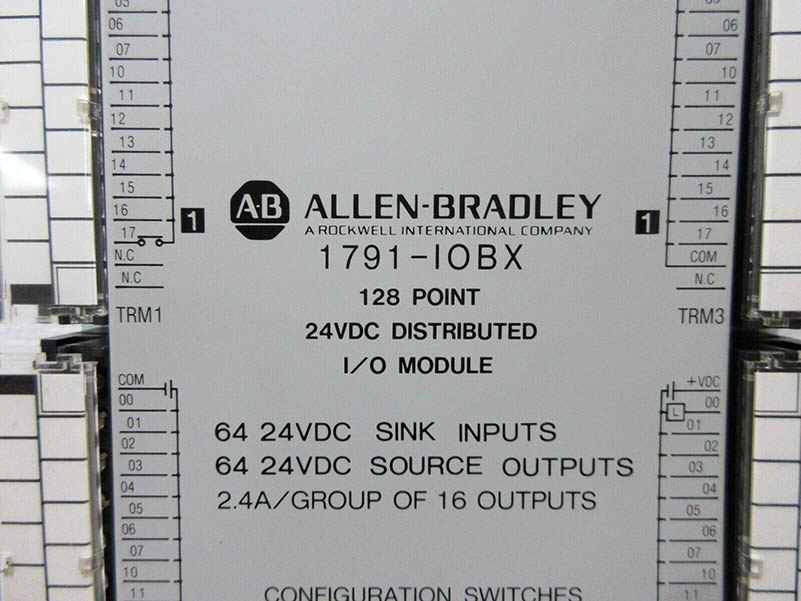 05
06
07
10
11
12
13
14
15
16
17
N.C
N.C
TRM1
COM
00
01
02
03
04
05
06
07
10
11
1
A·B ALLEN-BRADLEY
A ROCKWELL INTERNATIONAL COMPANY
1791-IOBX
128 POINT
24VDC DISTRIBUTED
I/O MODULE
64 24VDC SINK INPUTS
64 24VDC SOURCE OUTPUTS
2.4A/GROUP OF 16 OUTPUTS
CONFIGURATION SWITCHES
1
05
06
07
10
11
12
13
14
15
16
17
COM
N.C
TRM3
+VDC
00
L
01
02
03
04
05
06
07
10
11